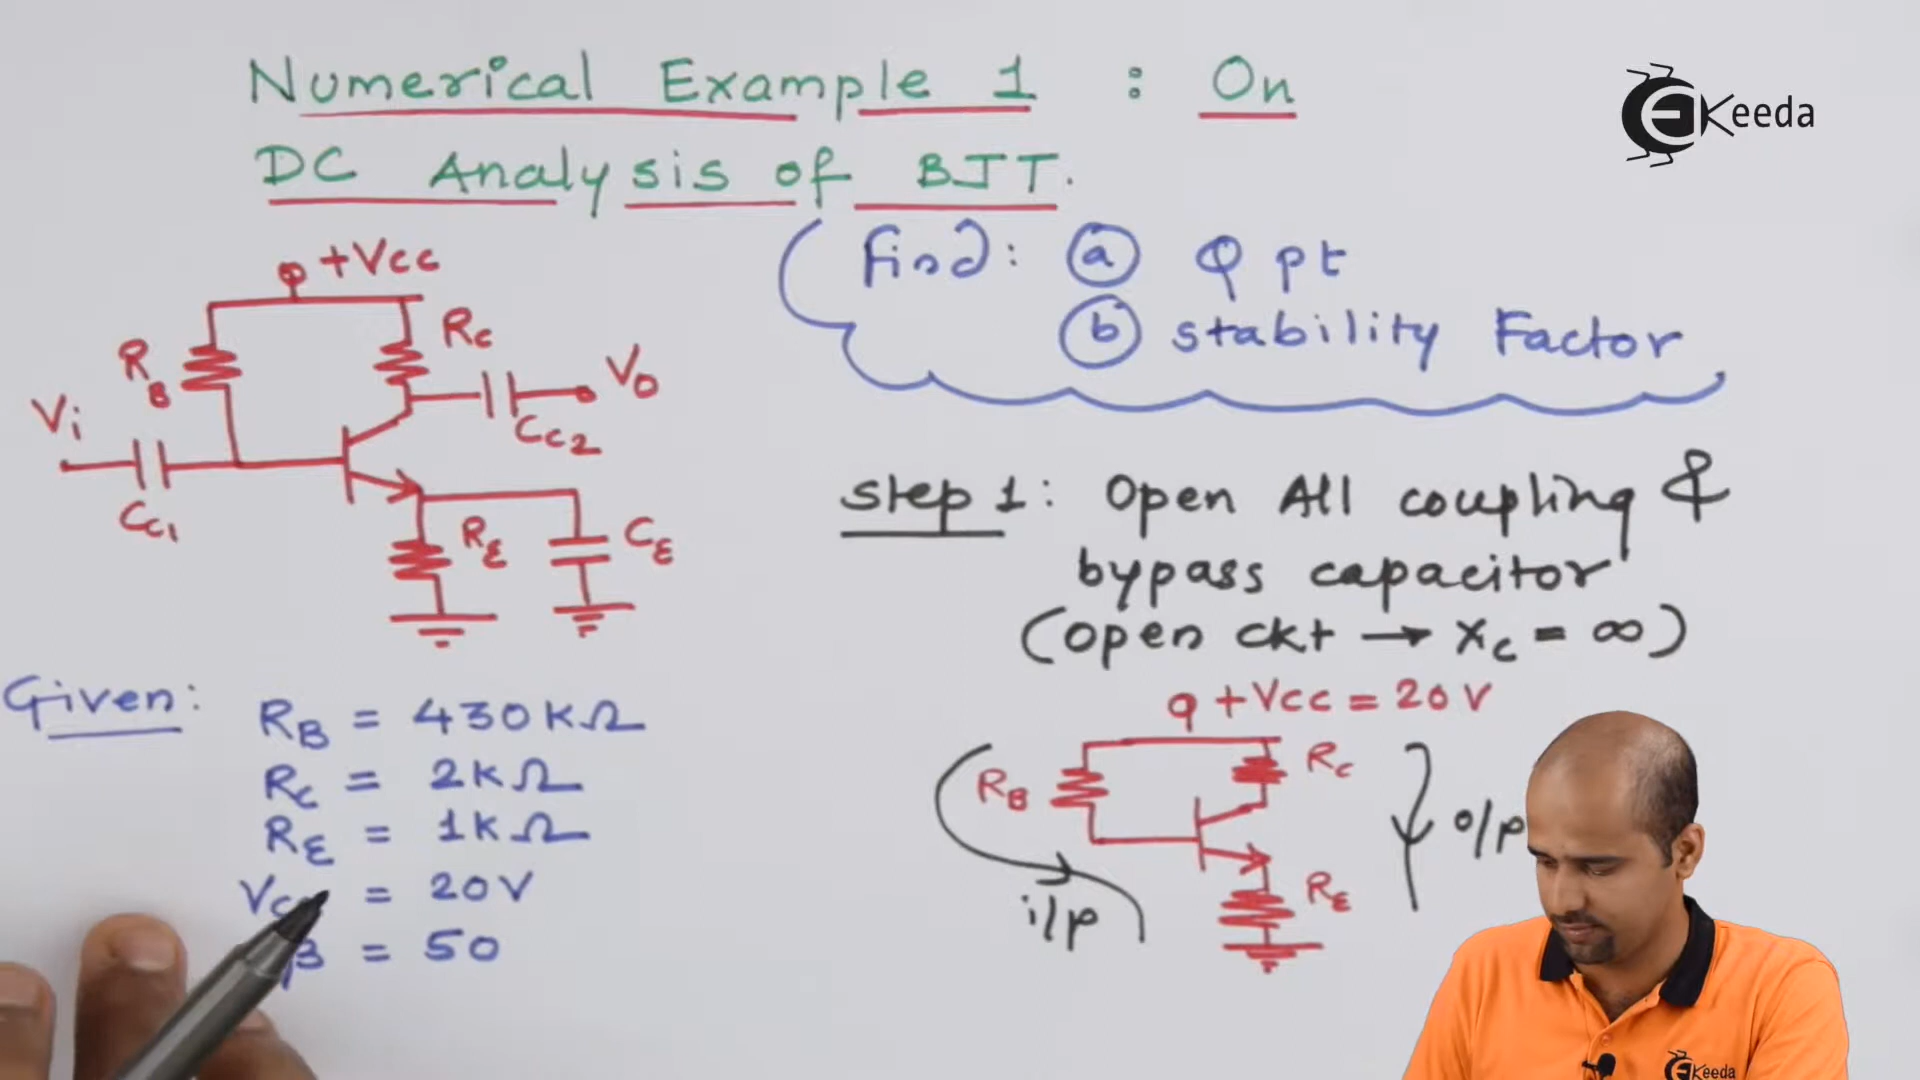 Numerical Example 1 : On
DC Analysis of BJT.
EKeeda
Find: (a) Q pt
(b) stability Factor
+Vcc
RB
Rc
Vi
Cc1
Cc2
Vo
RE
CE
Step 1: Open All coupling &
bypass capacitor
(open ckt → Xc = ∞)
Given:
RB = 430kΩ
Rc = 2kΩ
RE = 1kΩ
= 20V
β = 50
+Vcc = 20V
RB
Rc
RE
i/p
o/p
EKeeda